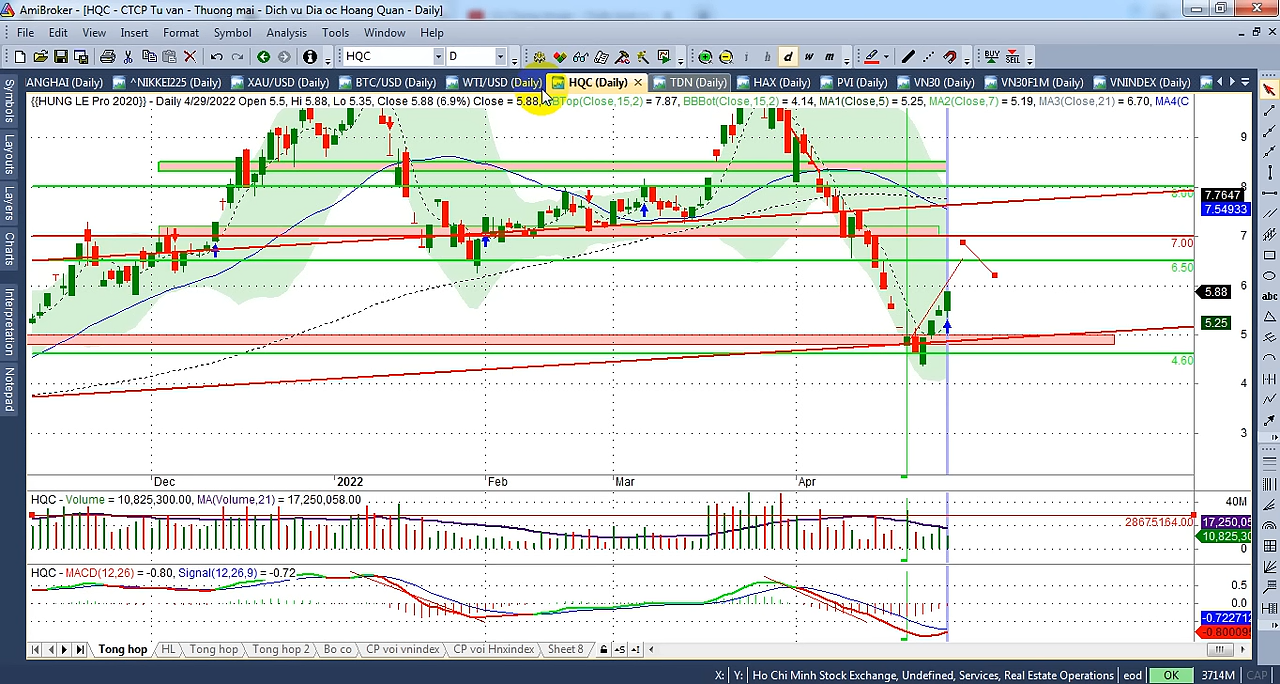 AmiBroker - [HQC - CTCP Tu van - Thuong mai - Dich vu Dia oc Hoang Quan - Daily]
File Edit View Insert Format Symbol Analysis Tools Window Help
HQC D i h d w m BUY SELL
ANGHAI (Daily) ^NIKKEI225 (Daily) XAU/USD (Daily) BTC/USD (Daily) WTI/USD (Daily) HQC (Daily) TDN (Daily) HAX (Daily) PVI (Daily) VN30 (Daily) VN30F1M (Daily) VNINDEX (Daily)
{{HUNG LE Pro 2020}} - Daily 4/29/2022 Open 5.5, Hi 5.88, Lo 5.35, Close 5.88 (6.9%) Close = 5.88, BBTop(Close,15,2) = 7.87, BBBot(Close,15,2) = 4.14, MA1(Close,5) = 5.25, MA2(Close,7) = 5.19, MA3(Close,21) = 6.70, MA4(C
Symbols
Layouts
Layers
Charts
Interpretation
Notepad
abc
9
8
8.00
7.7647
7.54933
7
7.00
6.50
6
5.88
5.25
5
4.60
4
3
Dec 2022 Feb Mar Apr
HQC - Volume = 10,825,300.00, MA(Volume,21) = 17,250,058.00
40M
28675164.00
17,250,05
10,825,30
0
HQC - MACD(12,26) = -0.80, Signal(12,26,9) = -0.72
0.5
0.0
-0.722712
-0.800095
Tong hop HL Tong hop Tong hop 2 Bo co CP voi vnindex CP voi Hnxindex Sheet 8
X: Y: Ho Chi Minh Stock Exchange, Undefined, Services, Real Estate Operations eod OK 3714M CAP